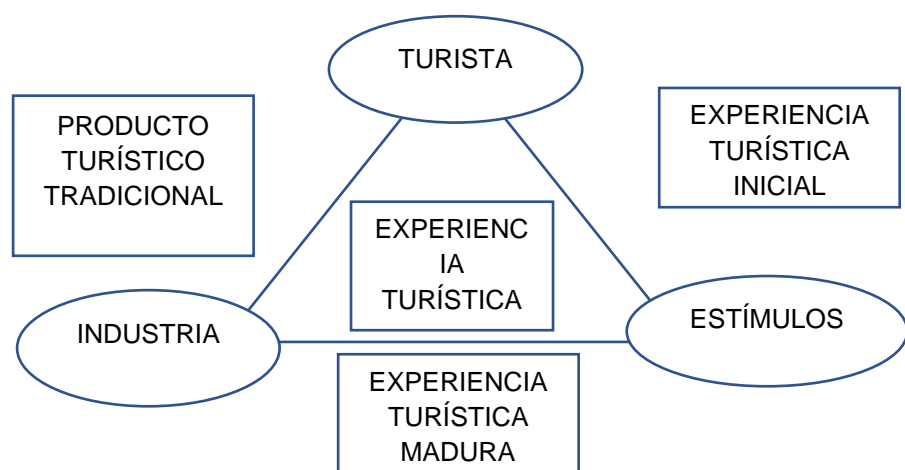 TURISTA
PRODUCTO
TURÍSTICO
TRADICIONAL
EXPERIENCIA
TURÍSTICA
INICIAL
EXPERIENC
IA
TURÍSTICA
INDUSTRIA
ESTÍMULOS
EXPERIENCIA
TURÍSTICA
MADURA